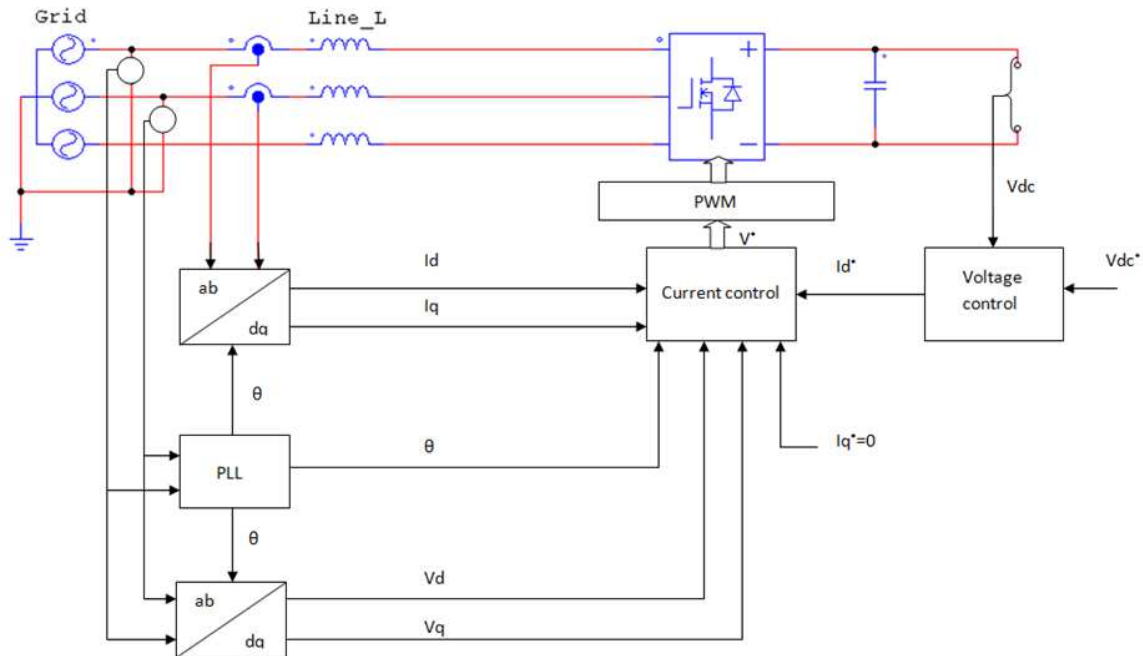 Grid
Line_L
+
−
Vdc
PWM
V*
ab
dq
Id
Iq
Current control
Id*
Voltage control
Vdc*
θ
PLL
θ
Iq*=0
θ
ab
dq
Vd
Vq